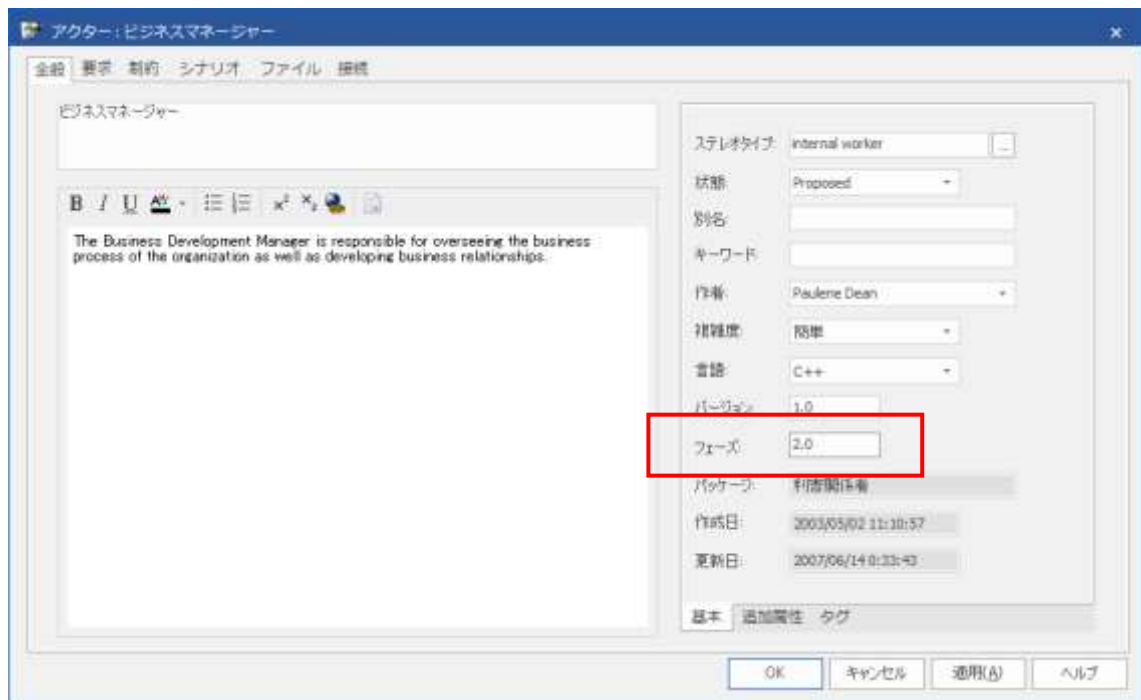 アクター : ビジネスマネージャー
全般 要求 制約 シナリオ ファイル 接続
ビジネスマネージャー
B I U
The Business Development Manager is responsible for overseeing the business
process of the organization as well as developing business relationships.
ステレオタイプ: internal worker ...
状態: Proposed
別名:
キーワード:
作者: Paulene Dean
複雑度: 簡単
言語: C++
バージョン: 1.0
フェーズ: 2.0
パッケージ: 利害関係者
作成日: 2003/05/02 11:10:57
更新日: 2007/06/14 0:33:43
基本 追加属性 タグ
OK キャンセル 適用(A) ヘルプ